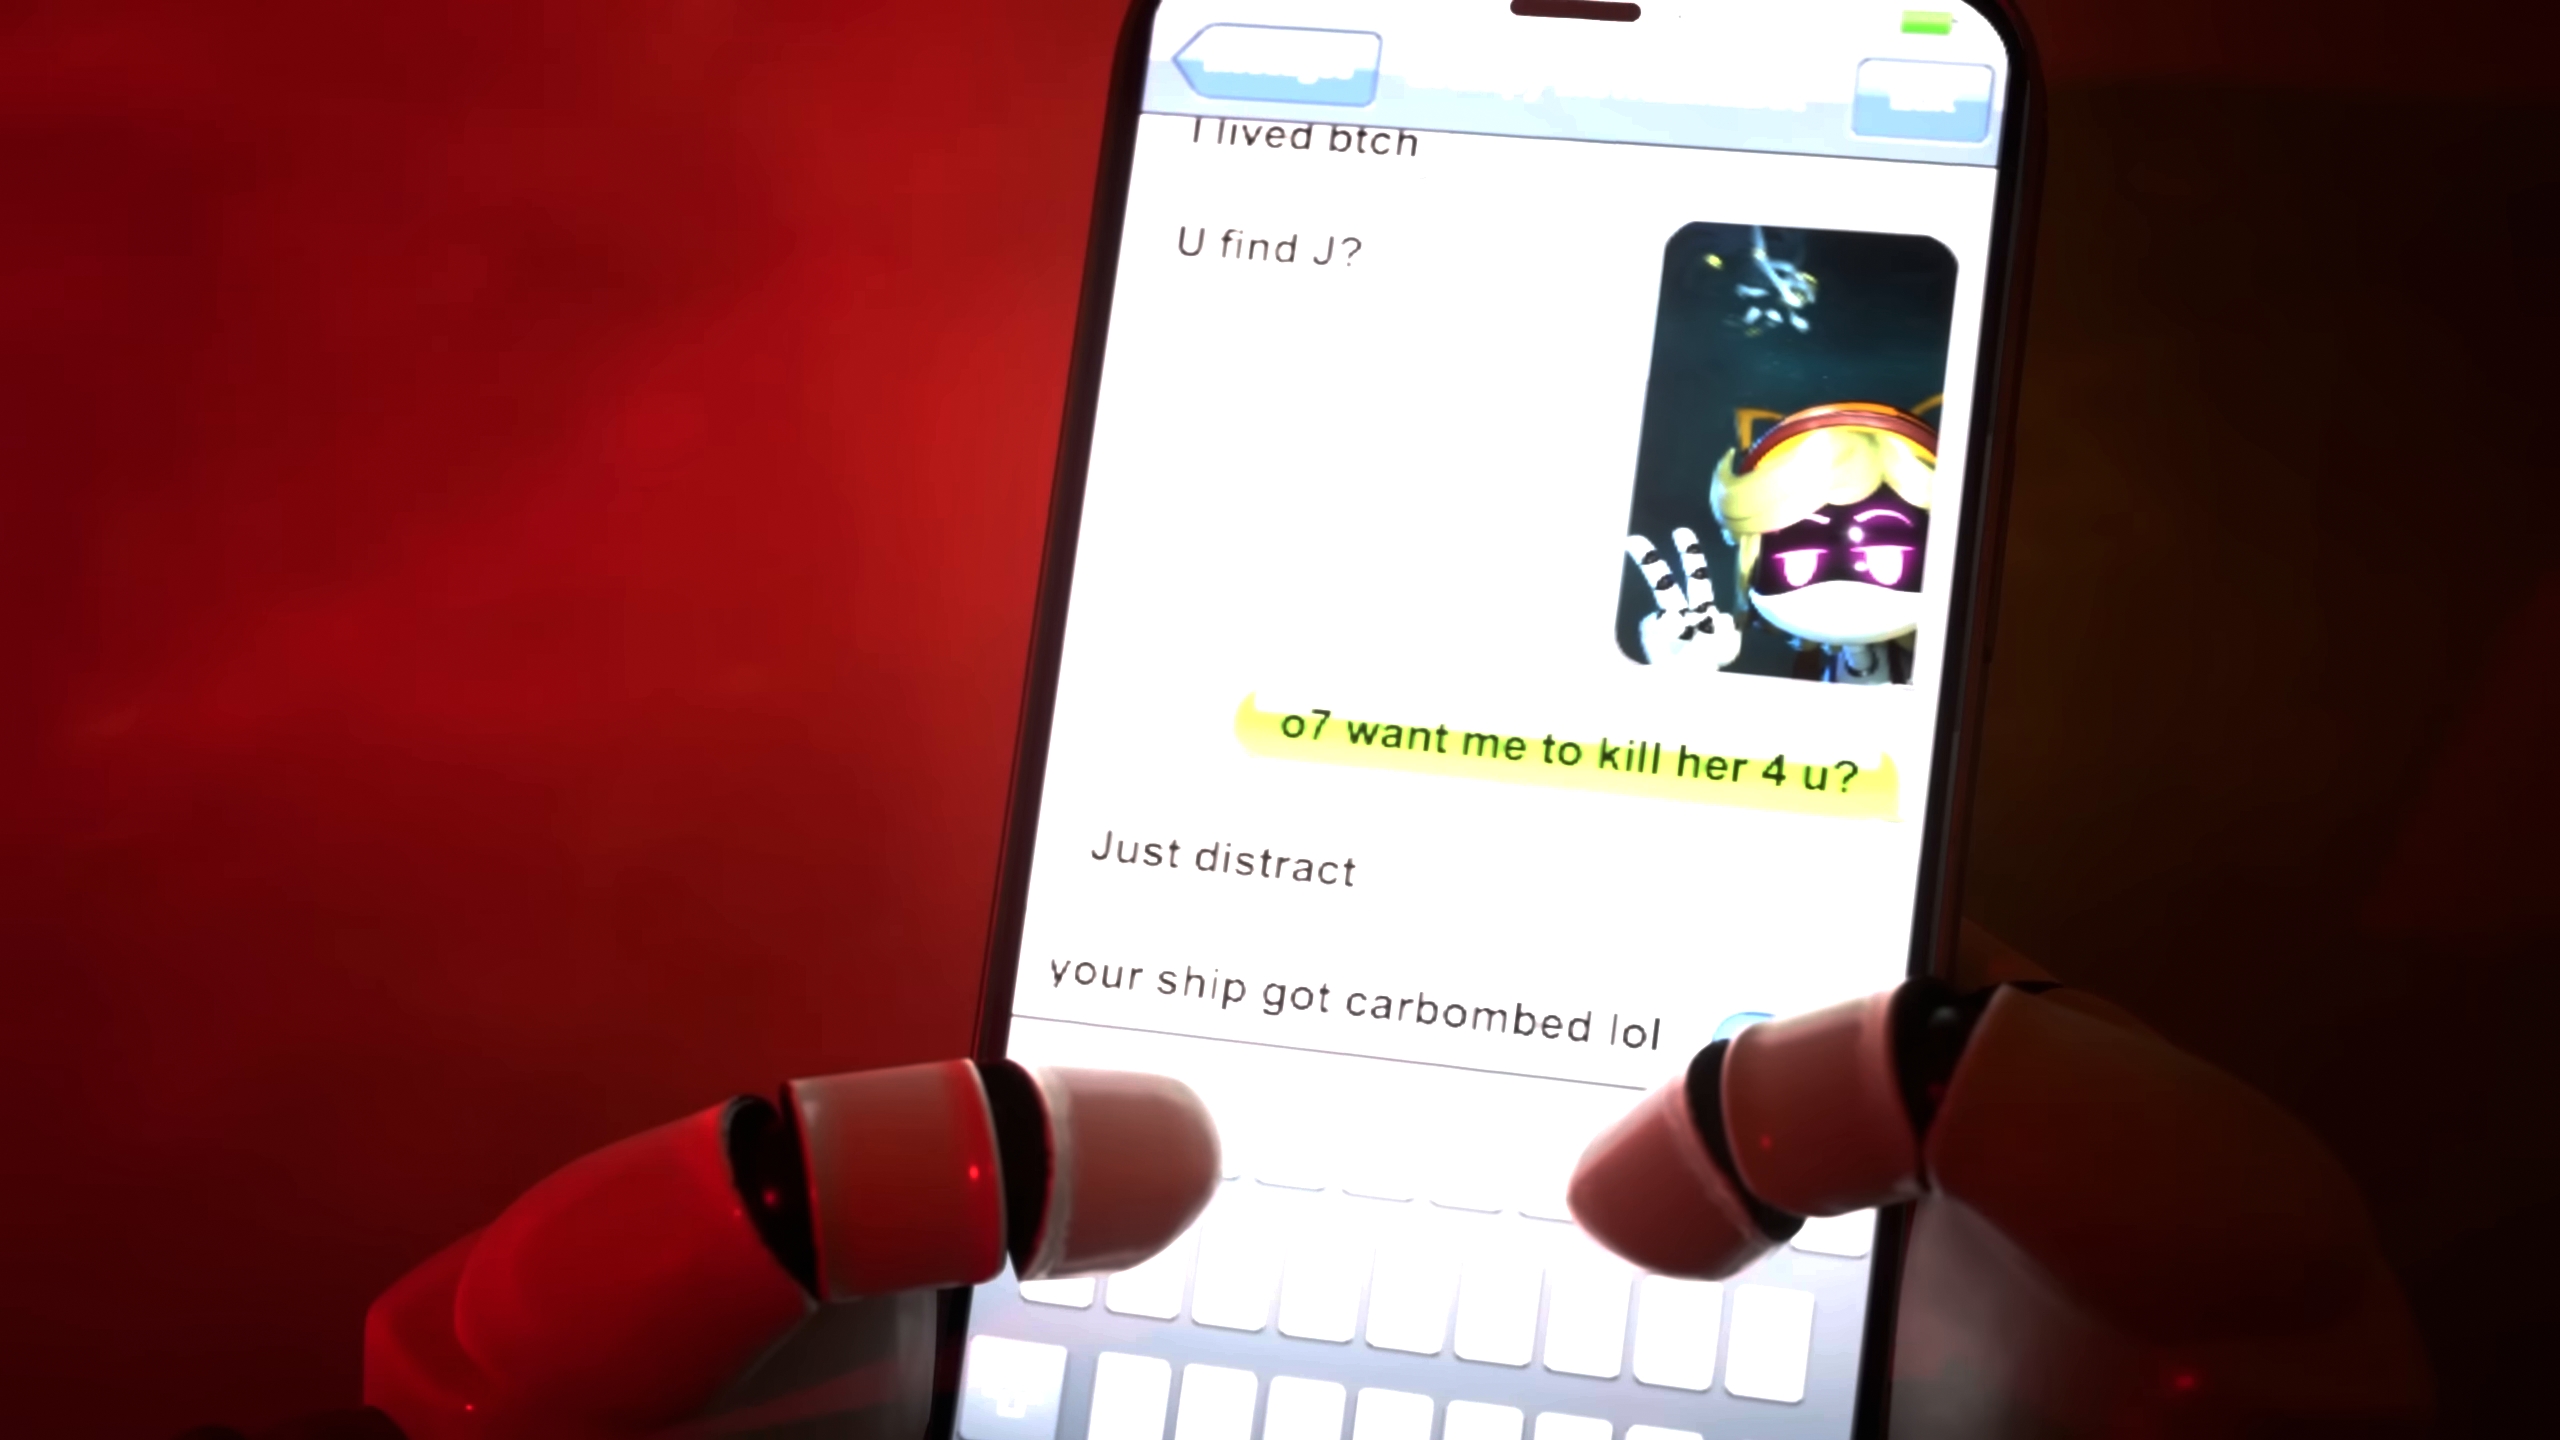 I lived btch
U find J?
o7 want me to kill her 4 u?
Just distract
your ship got carbombed lol